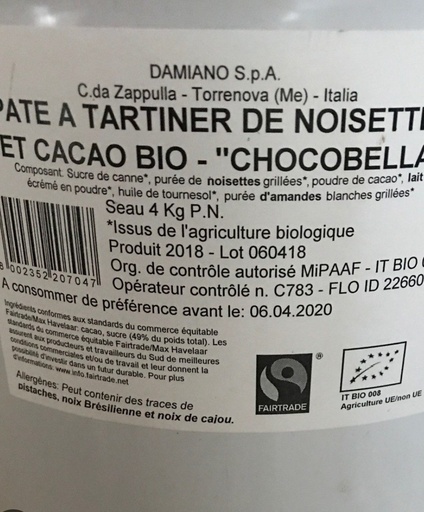 DAMIANO S.p.A.
C.da Zappulla - Torrenova (Me) - Italia
PATE A TARTINER DE NOISETT
ET CACAO BIO - "CHOCOBELLA
Composant: Sucre de canne*, purée de noisettes grillées*, poudre de cacao*, lait
écrémé en poudre*, huile de tournesol*, purée d'amandes blanches grillées*
Seau 4 Kg P.N.
*Issus de l'agriculture biologique
Produit 2018 - Lot 060418
Org. de contrôle autorisé MiPAAF - IT BIO
Opérateur contrôlé n. C783 - FLO ID 22660
8 002352 207047
A consommer de préférence avant le: 06.04.2020
Ingrédients conformes aux standards du commerce équitable
Fairtrade/Max Havelaar: cacao, sucre (49% du poids total). Les
standards du commerce équitable Fairtrade/Max Havelaar
assurent aux producteurs et travailleurs du Sud de meilleures
conditions commerciales et/ou de travail et leur donnent la
possibilité d'investir dans un futur durable. Pour plus
d'informations: www.info.fairtrade.net
Allergènes: Peut contenir des traces de
pistaches, noix Brésilienne et noix de cajou.
®
FAIRTRADE
IT BIO 008
Agriculture UE/non UE